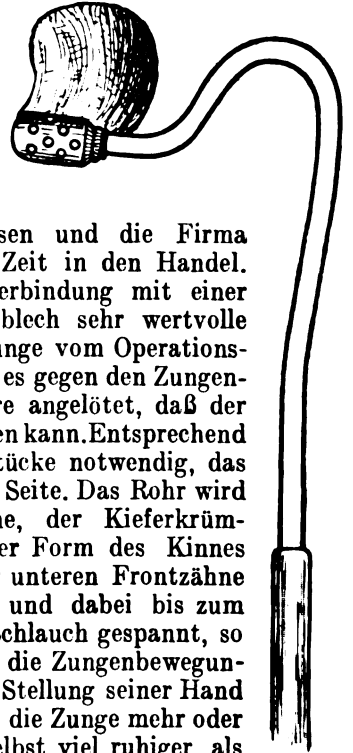 sen und die Firma
Zeit in den Handel.
erbindung mit einer
blech sehr wertvolle
unge vom Operations-
es gegen den Zungen-
re angelötet, daß der
en kann. Entsprechend
tücke notwendig, das
Seite. Das Rohr wird
ne, der Kieferkrüm-
er Form des Kinnes
unteren Frontzähne
und dabei bis zum
schlauch gespannt, so
die Zungenbewegun-
Stellung seiner Hand
die Zunge mehr oder
elbst viel ruhiger, als